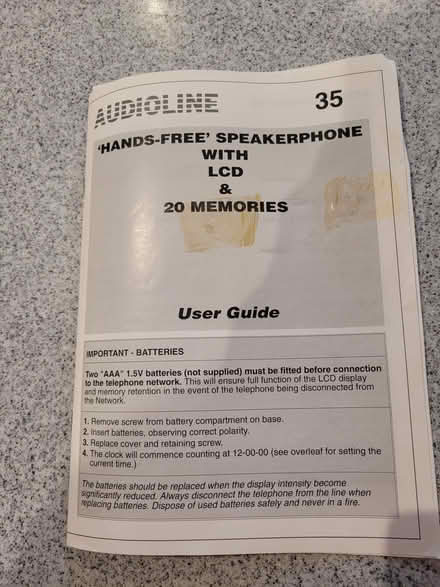 AUDIOLINE 35
'HANDS-FREE' SPEAKERPHONE
WITH
LCD
&
20 MEMORIES
User Guide
IMPORTANT - BATTERIES
Two "AAA" 1.5V batteries (not supplied) must be fitted before connection
to the telephone network. This will ensure full function of the LCD display
and memory retention in the event of the telephone being disconnected from
the Network.
1. Remove screw from battery compartment on base.
2. Insert batteries, observing correct polarity.
3. Replace cover and retaining screw.
4. The clock will commence counting at 12-00-00 (see overleaf for setting the
current time.)
The batteries should be replaced when the display intensity become
significantly reduced. Always disconnect the telephone from the line when
replacing batteries. Dispose of used batteries safely and never in a fire.